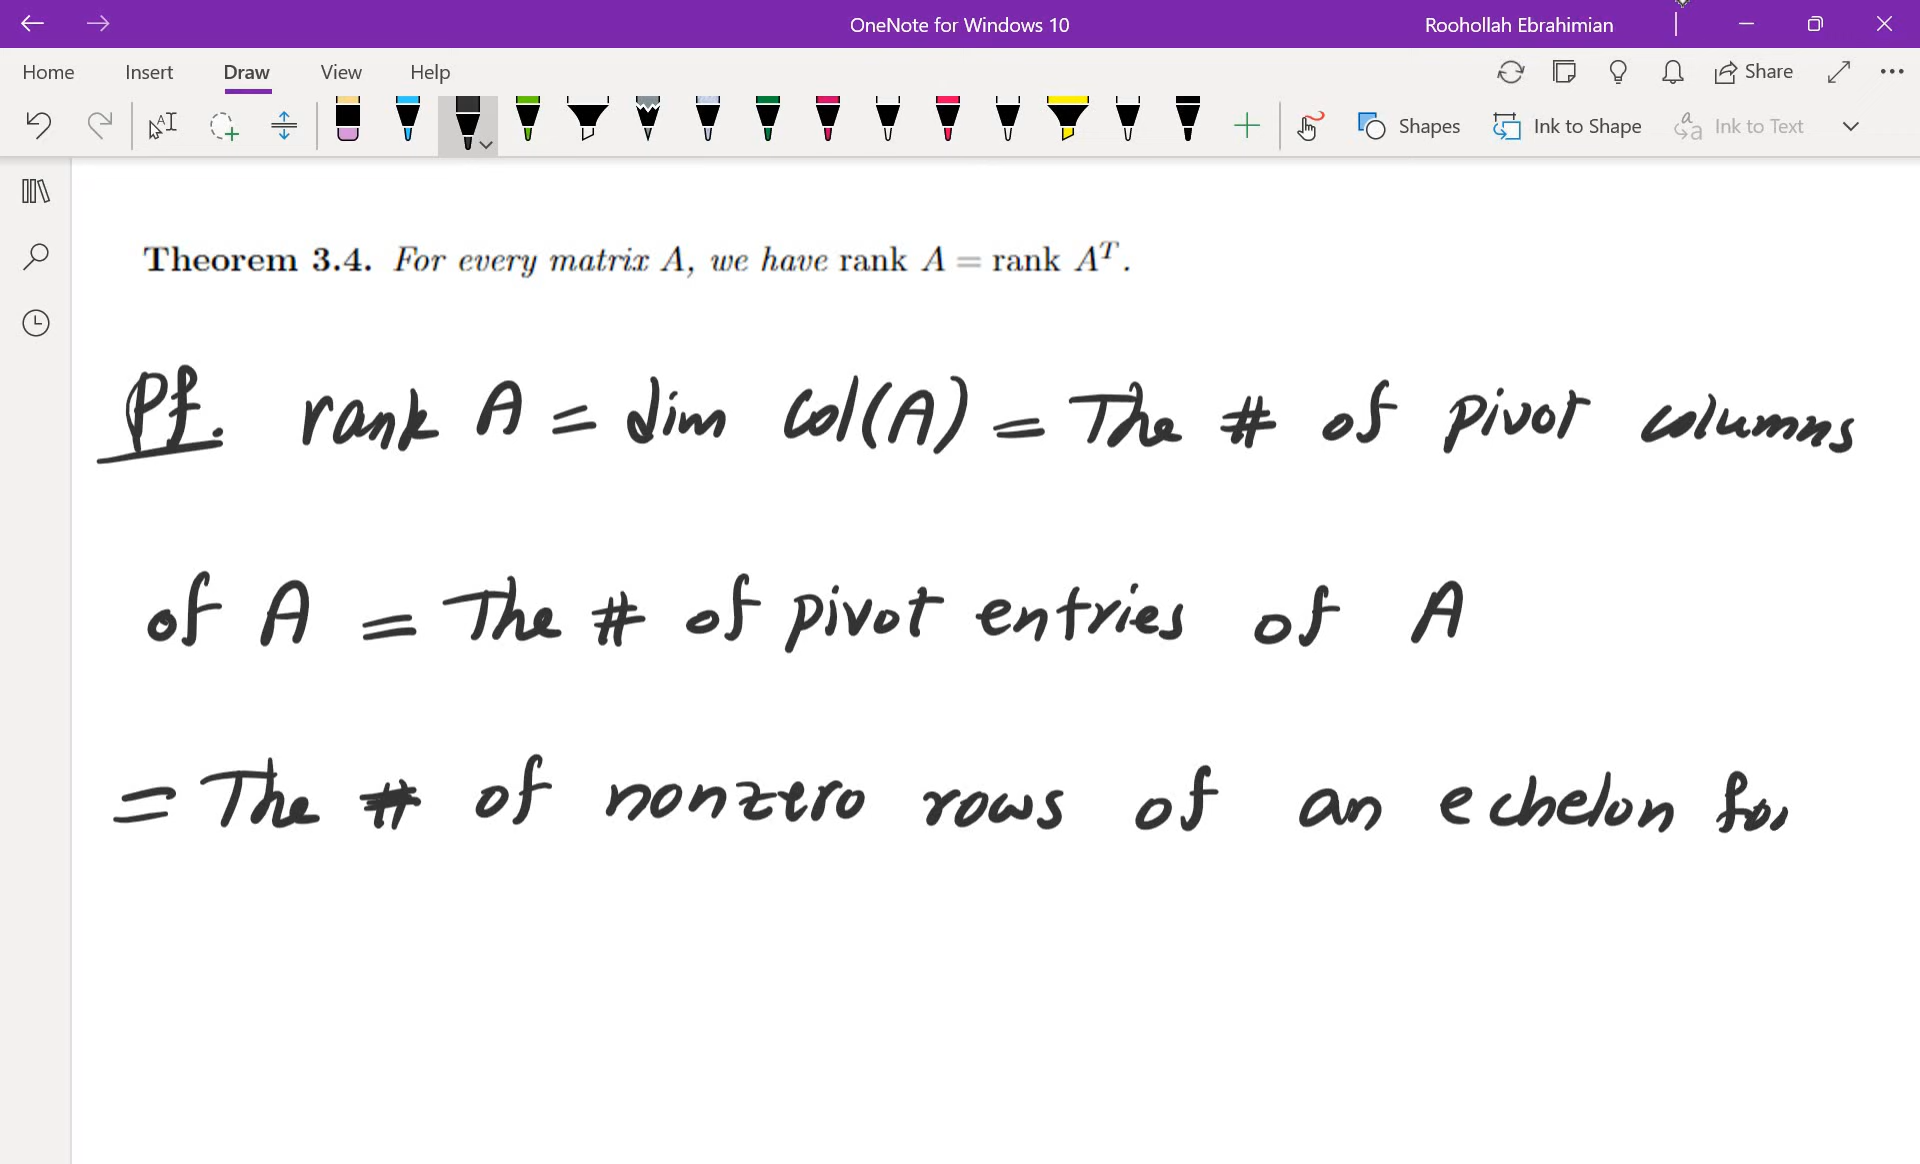 OneNote for Windows 10
Roohollah Ebrahimian
Home Insert Draw View Help
Share
Shapes Ink to Shape Ink to Text
Theorem 3.4. For every matrix A, we have rank A = rank Aᵀ.
Pf. rank A = dim Col(A) = The # of pivot columns
of A = The # of pivot entries of A
= The # of nonzero rows of an echelon for